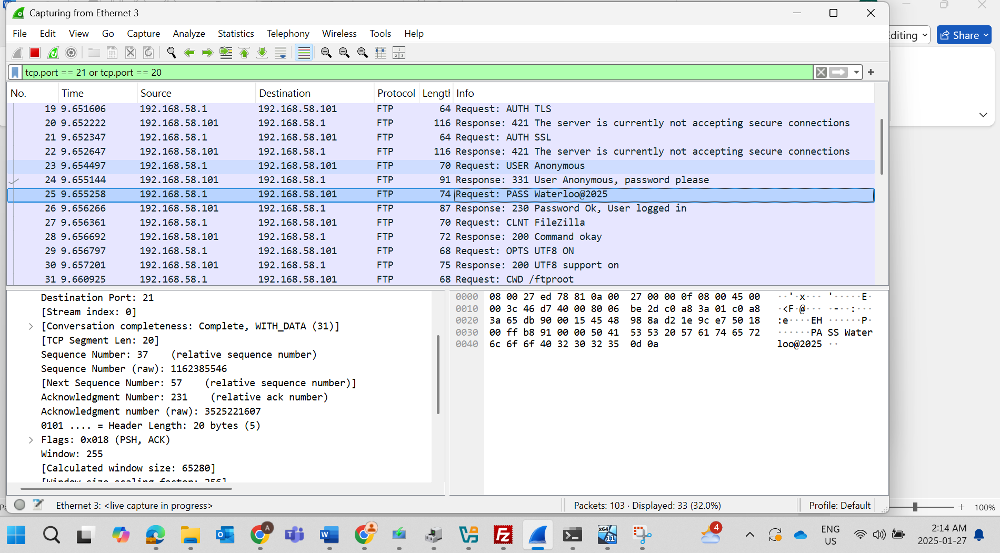 Capturing from Ethernet 3
File Edit View Go Capture Analyze Statistics Telephony Wireless Tools Help
diting
Share
tcp.port == 21 or tcp.port == 20
No. Time Source Destination Protocol Length Info
19 9.651606 192.168.58.1 192.168.58.101 FTP 64 Request: AUTH TLS
20 9.652222 192.168.58.101 192.168.58.1 FTP 116 Response: 421 The server is currently not accepting secure connections
21 9.652347 192.168.58.1 192.168.58.101 FTP 64 Request: AUTH SSL
22 9.652647 192.168.58.101 192.168.58.1 FTP 116 Response: 421 The server is currently not accepting secure connections
23 9.654497 192.168.58.1 192.168.58.101 FTP 70 Request: USER Anonymous
24 9.655144 192.168.58.101 192.168.58.1 FTP 91 Response: 331 User Anonymous, password please
25 9.655258 192.168.58.1 192.168.58.101 FTP 74 Request: PASS Waterloo@2025
26 9.656266 192.168.58.101 192.168.58.1 FTP 87 Response: 230 Password Ok, User logged in
27 9.656361 192.168.58.1 192.168.58.101 FTP 70 Request: CLNT FileZilla
28 9.656692 192.168.58.101 192.168.58.1 FTP 72 Response: 200 Command okay
29 9.656797 192.168.58.1 192.168.58.101 FTP 68 Request: OPTS UTF8 ON
30 9.657201 192.168.58.101 192.168.58.1 FTP 75 Response: 200 UTF8 support on
31 9.660925 192.168.58.1 192.168.58.101 FTP 68 Request: CWD /ftproot
Destination Port: 21
[Stream index: 0]
[Conversation completeness: Complete, WITH_DATA (31)]
[TCP Segment Len: 20]
Sequence Number: 37 (relative sequence number)
Sequence Number (raw): 1162385546
[Next Sequence Number: 57 (relative sequence number)]
Acknowledgment Number: 231 (relative ack number)
Acknowledgment number (raw): 3525221607
0101 .... = Header Length: 20 bytes (5)
Flags: 0x018 (PSH, ACK)
Window: 255
[Calculated window size: 65280]
[Window size scaling factor: 256]
0000 08 00 27 ed 78 81 0a 00 27 00 00 0f 08 00 45 00 ··'·x··· '·····E·
0010 00 3c 46 d7 40 00 80 06 be 2d c0 a8 3a 01 c0 a8 ·<F·@··· ·-··:···
0020 3a 65 db 90 00 15 45 48 98 8a d2 1e 9c e7 50 18 :e····EH ······P·
0030 00 ff b8 91 00 00 50 41 53 53 20 57 61 74 65 72 ······PA SS Water
0040 6c 6f 6f 40 32 30 32 35 0d 0a loo@2025 ··
Ethernet 3: <live capture in progress>
Packets: 103 · Displayed: 33 (32.0%)
Profile: Default
100%
4
ENG
US
2:14 AM
2025-01-27